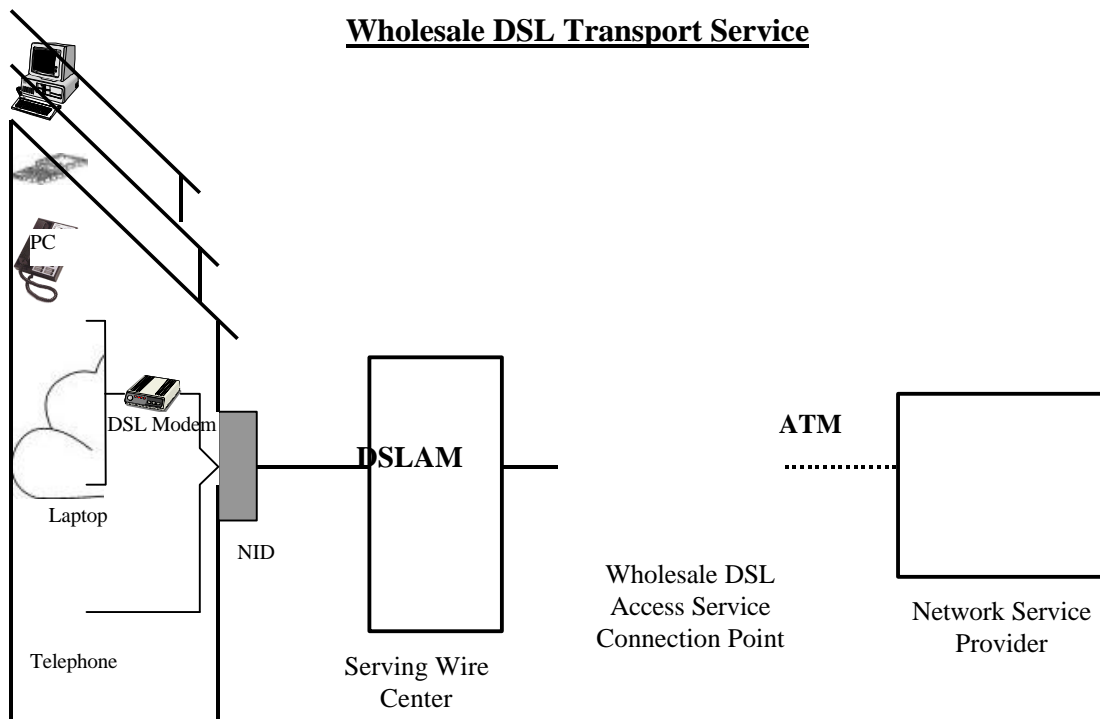 Wholesale DSL Transport Service
PC
DSL Modem
DSLAM
ATM
Laptop
NID
Wholesale DSL
Access Service
Connection Point
Network Service
Provider
Telephone
Serving Wire
Center